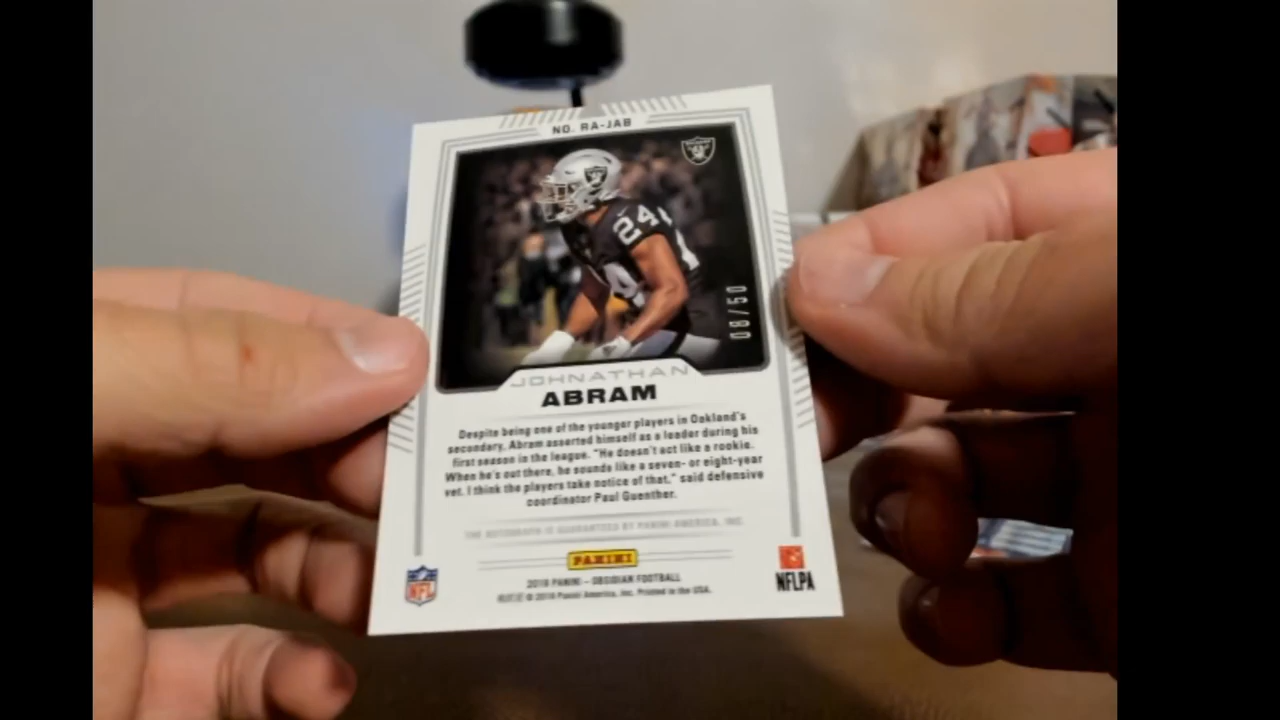 NO. RA-JAB
24
08/50
JOHNATHAN
ABRAM
Despite being one of the younger players in Oakland's
secondary, Abram asserted himself as a leader during his
first season in the league. "He doesn't act like a rookie.
When he's out there, he sounds like a seven- or eight-year
vet. I think the players take notice of that," said defensive
coordinator Paul Guenther.
THE AUTOGRAPH IS GUARANTEED BY PANINI AMERICA, INC.
PANINI
2019 PANINI – OBSIDIAN FOOTBALL
© 2019 Panini America, Inc. Printed in the USA.
NFL
NFLPA